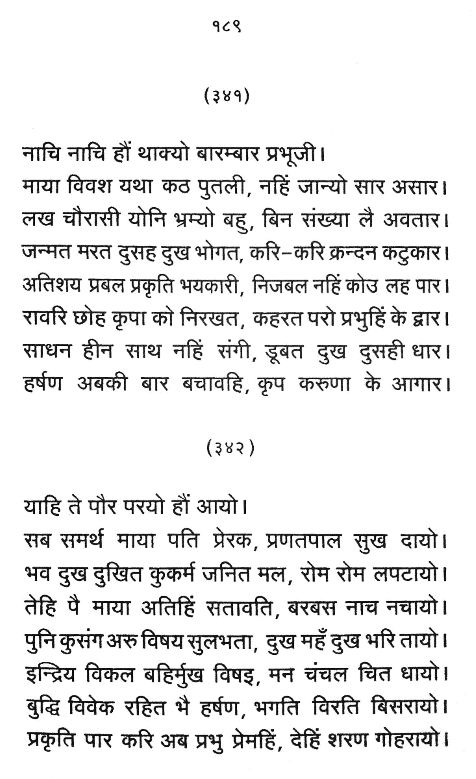 १८९
(३४१)
नाचि नाचि हौं थाक्यो बारम्बार प्रभूजी।
माया विवश यथा कठ पुतली, नहिं जान्यो सार असार।
लख चौरासी योनि भ्रम्यो बहु, बिन संख्या लै अवतार।
जन्मत मरत दुसह दुख भोगत, करि-करि क्रन्दन कटुकार।
अतिशय प्रबल प्रकृति भयकारी, निजबल नहिं कोउ लह पार।
रावरि छोह कृपा को निरखत, कहरत परो प्रभुहिं के द्वार।
साधन हीन साथ नहिं संगी, डूबत दुख दुसही धार।
हर्षण अबकी बार बचावहि, कृप करुणा के आगार।
(३४२)
याहि ते पौर परयो हौं आयो।
सब समर्थ माया पति प्रेरक, प्रणतपाल सुख दायो।
भव दुख दुखित कुकर्म जनित मल, रोम रोम लपटायो।
तेहि पै माया अतिहिं सतावति, बरबस नाच नचायो।
पुनि कुसंग अरु विषय सुलभता, दुख महँ दुख भरि तायो।
इन्द्रिय विकल बहिर्मुख विषइ, मन चंचल चित धायो।
बुद्धि विवेक रहित भै हर्षण, भगति विरति बिसरायो।
प्रकृति पार करि अब प्रभु प्रेमहिं, देहिं शरण गोहरायो।